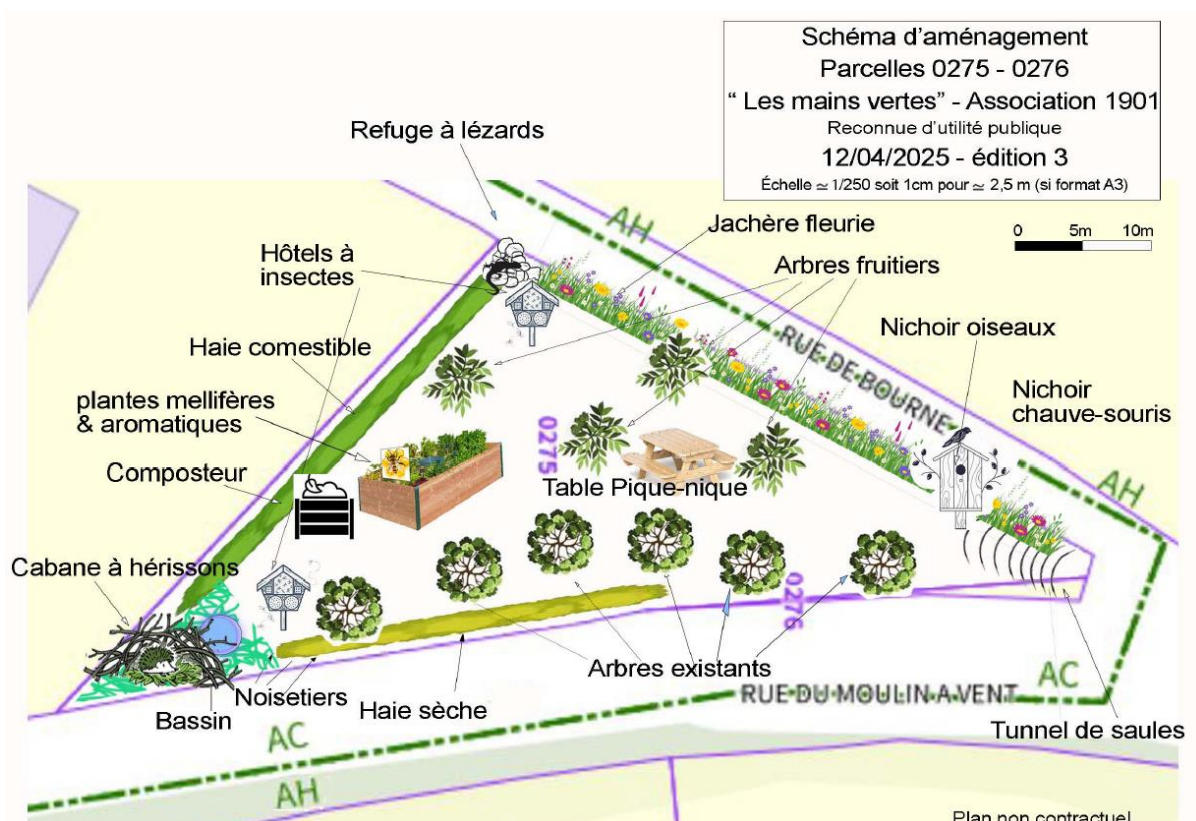 Schéma d'aménagement
Parcelles 0275 - 0276
“ Les mains vertes” - Association 1901
Reconnue d'utilité publique
12/04/2025 - édition 3
Échelle ≃ 1/250 soit 1cm pour ≃ 2,5 m (si format A3)
0 5m 10m
Refuge à lézards
AH
Jachère fleurie
Hôtels à
insectes
Arbres fruitiers
Nichoir oiseaux
RUE DE BOURNE
Haie comestible
Nichoir
chauve-souris
plantes mellifères
& aromatiques
0275
Composteur
Table Pique-nique
AH
Cabane à hérissons
0276
Arbres existants
AC
Noisetiers
RUE DU MOULIN A VENT
Bassin
Haie sèche
Tunnel de saules
AC
AH
Plan non contractuel